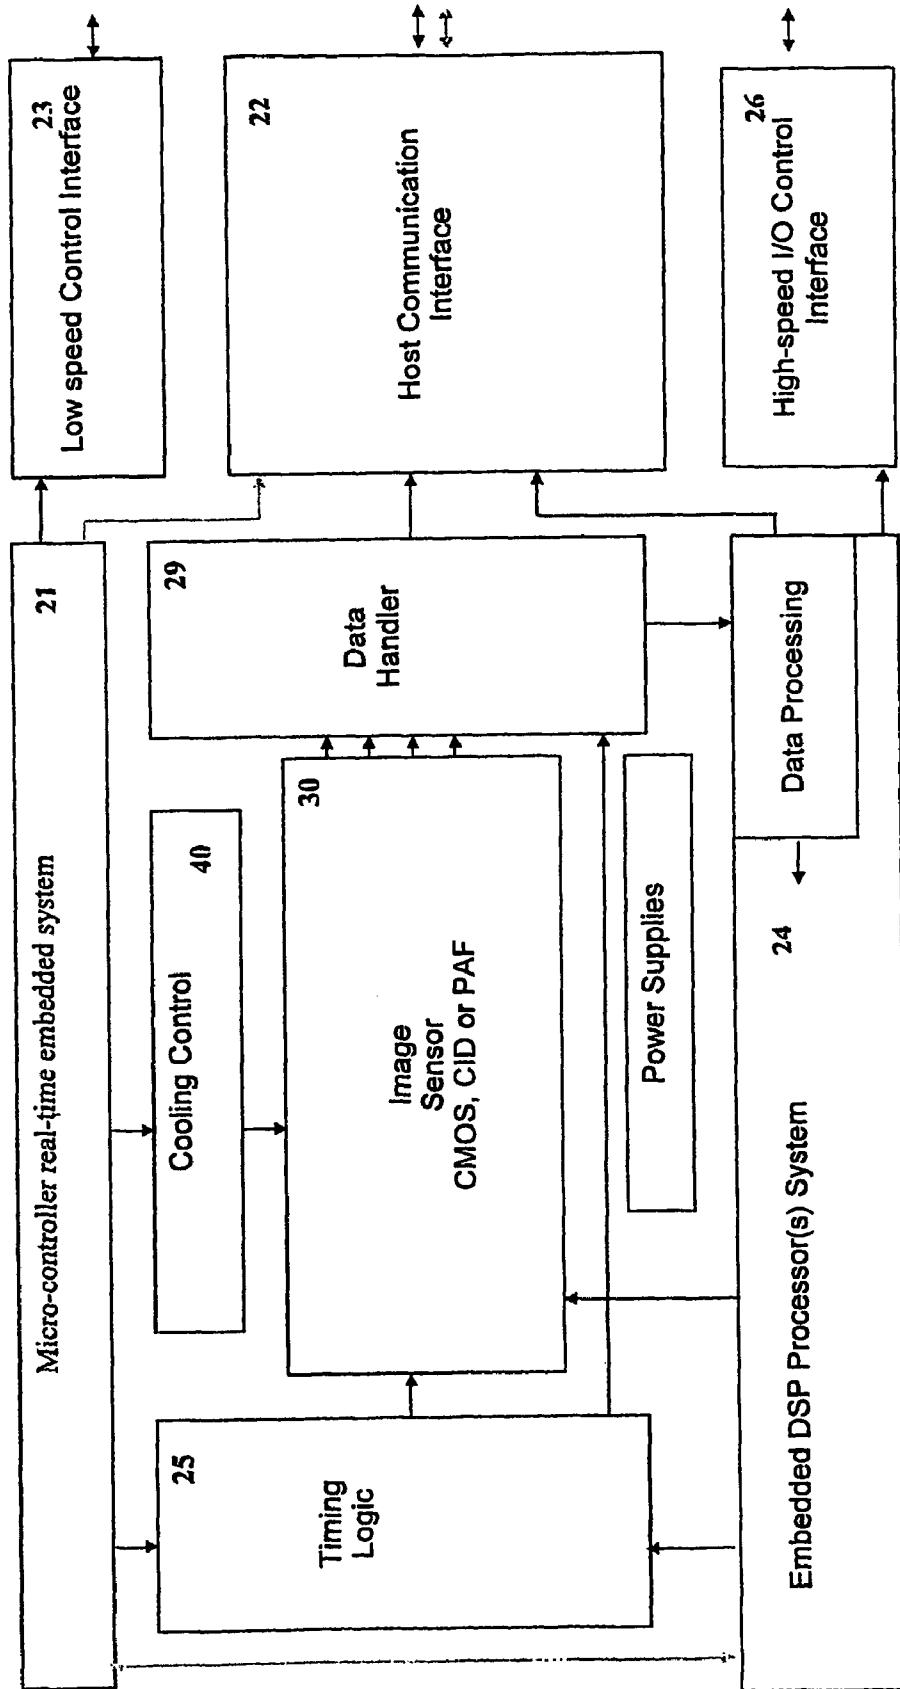 Micro-controller real-time embedded system
21
Low speed Control Interface
23
Cooling Control
40
Timing
Logic
25
Image
Sensor
CMOS, CID or PAF
30
Data
Handler
29
Host Communication
Interface
22
Power Supplies
Data Processing
High-speed I/O Control
Interface
26
Embedded DSP Processor(s) System
24